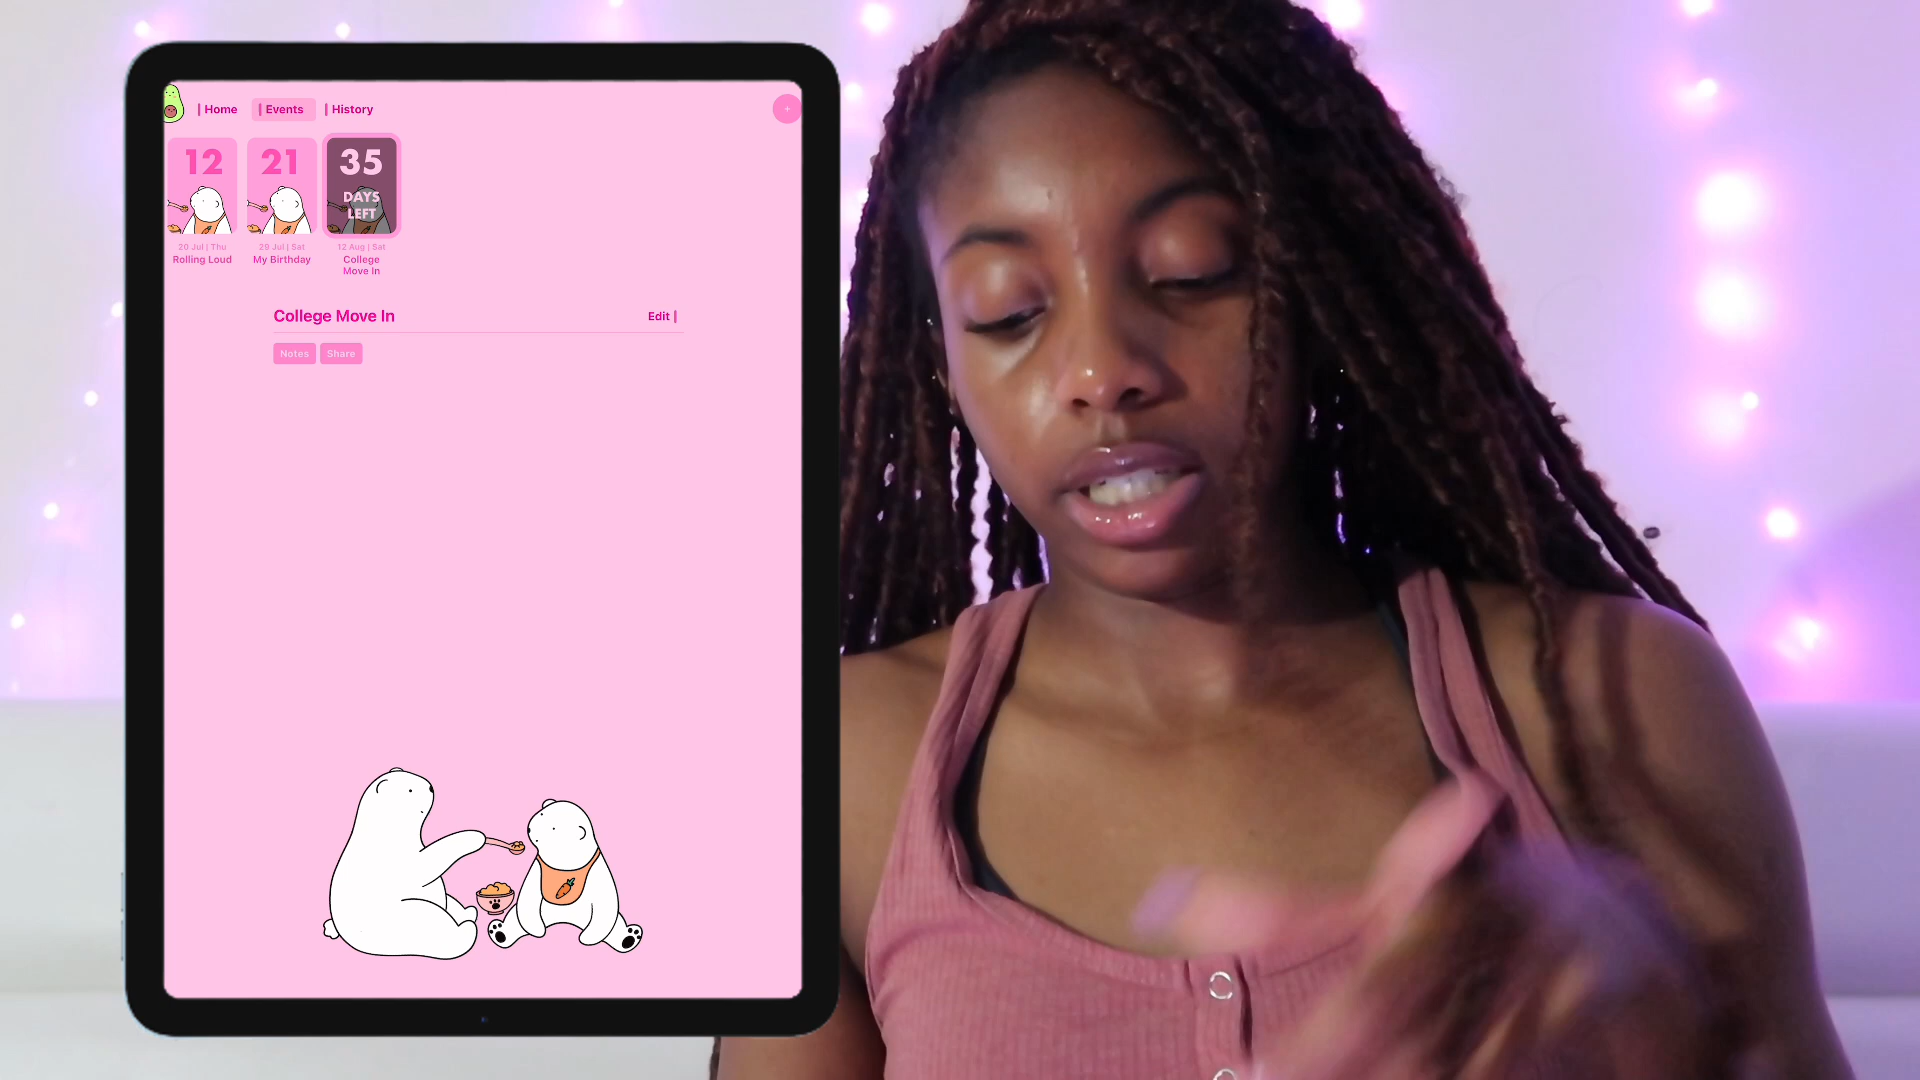 | Home | Events | History
+
12 21 35
DAYS
LEFT
20 Jul | Thu 29 Jul | Sat 12 Aug | Sat
Rolling Loud My Birthday College
Move In
College Move In Edit |
Notes Share